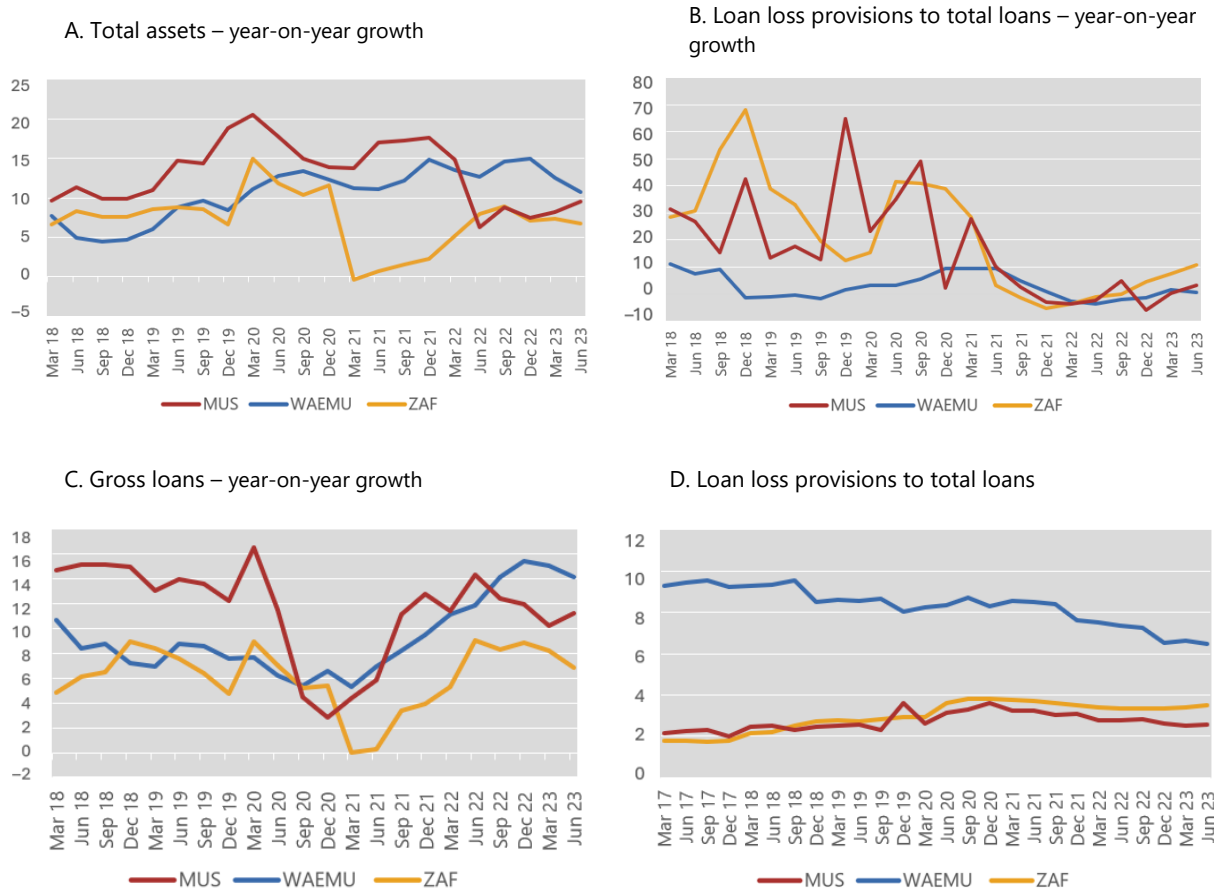 A. Total assets – year-on-year growth
25
20
15
10
5
0
–5
Mar 18
Jun 18
Sep 18
Dec 18
Mar 19
Jun 19
Sep 19
Dec 19
Mar 20
Jun 20
Sep 20
Dec 20
Mar 21
Jun 21
Sep 21
Dec 21
Mar 22
Jun 22
Sep 22
Dec 22
Mar 23
Jun 23
MUS WAEMU ZAF
B. Loan loss provisions to total loans – year-on-year
growth
80
70
60
50
40
30
20
10
0
–10
Mar 18
Jun 18
Sep 18
Dec 18
Mar 19
Jun 19
Sep 19
Dec 19
Mar 20
Jun 20
Sep 20
Dec 20
Mar 21
Jun 21
Sep 21
Dec 21
Mar 22
Jun 22
Sep 22
Dec 22
Mar 23
Jun 23
MUS WAEMU ZAF
C. Gross loans – year-on-year growth
18
16
14
12
10
8
6
4
2
0
–2
Mar 18
Jun 18
Sep 18
Dec 18
Mar 19
Jun 19
Sep 19
Dec 19
Mar 20
Jun 20
Sep 20
Dec 20
Mar 21
Jun 21
Sep 21
Dec 21
Mar 22
Jun 22
Sep 22
Dec 22
Mar 23
Jun 23
MUS WAEMU ZAF
D. Loan loss provisions to total loans
12
10
8
6
4
2
0
Mar 17
Jun 17
Sep 17
Dec 17
Mar 18
Jun 18
Sep 18
Dec 18
Mar 19
Jun 19
Sep 19
Dec 19
Mar 20
Jun 20
Sep 20
Dec 20
Mar 21
Jun 21
Sep 21
Dec 21
Mar 22
Jun 22
Sep 22
Dec 22
Mar 23
Jun 23
MUS WAEMU ZAF